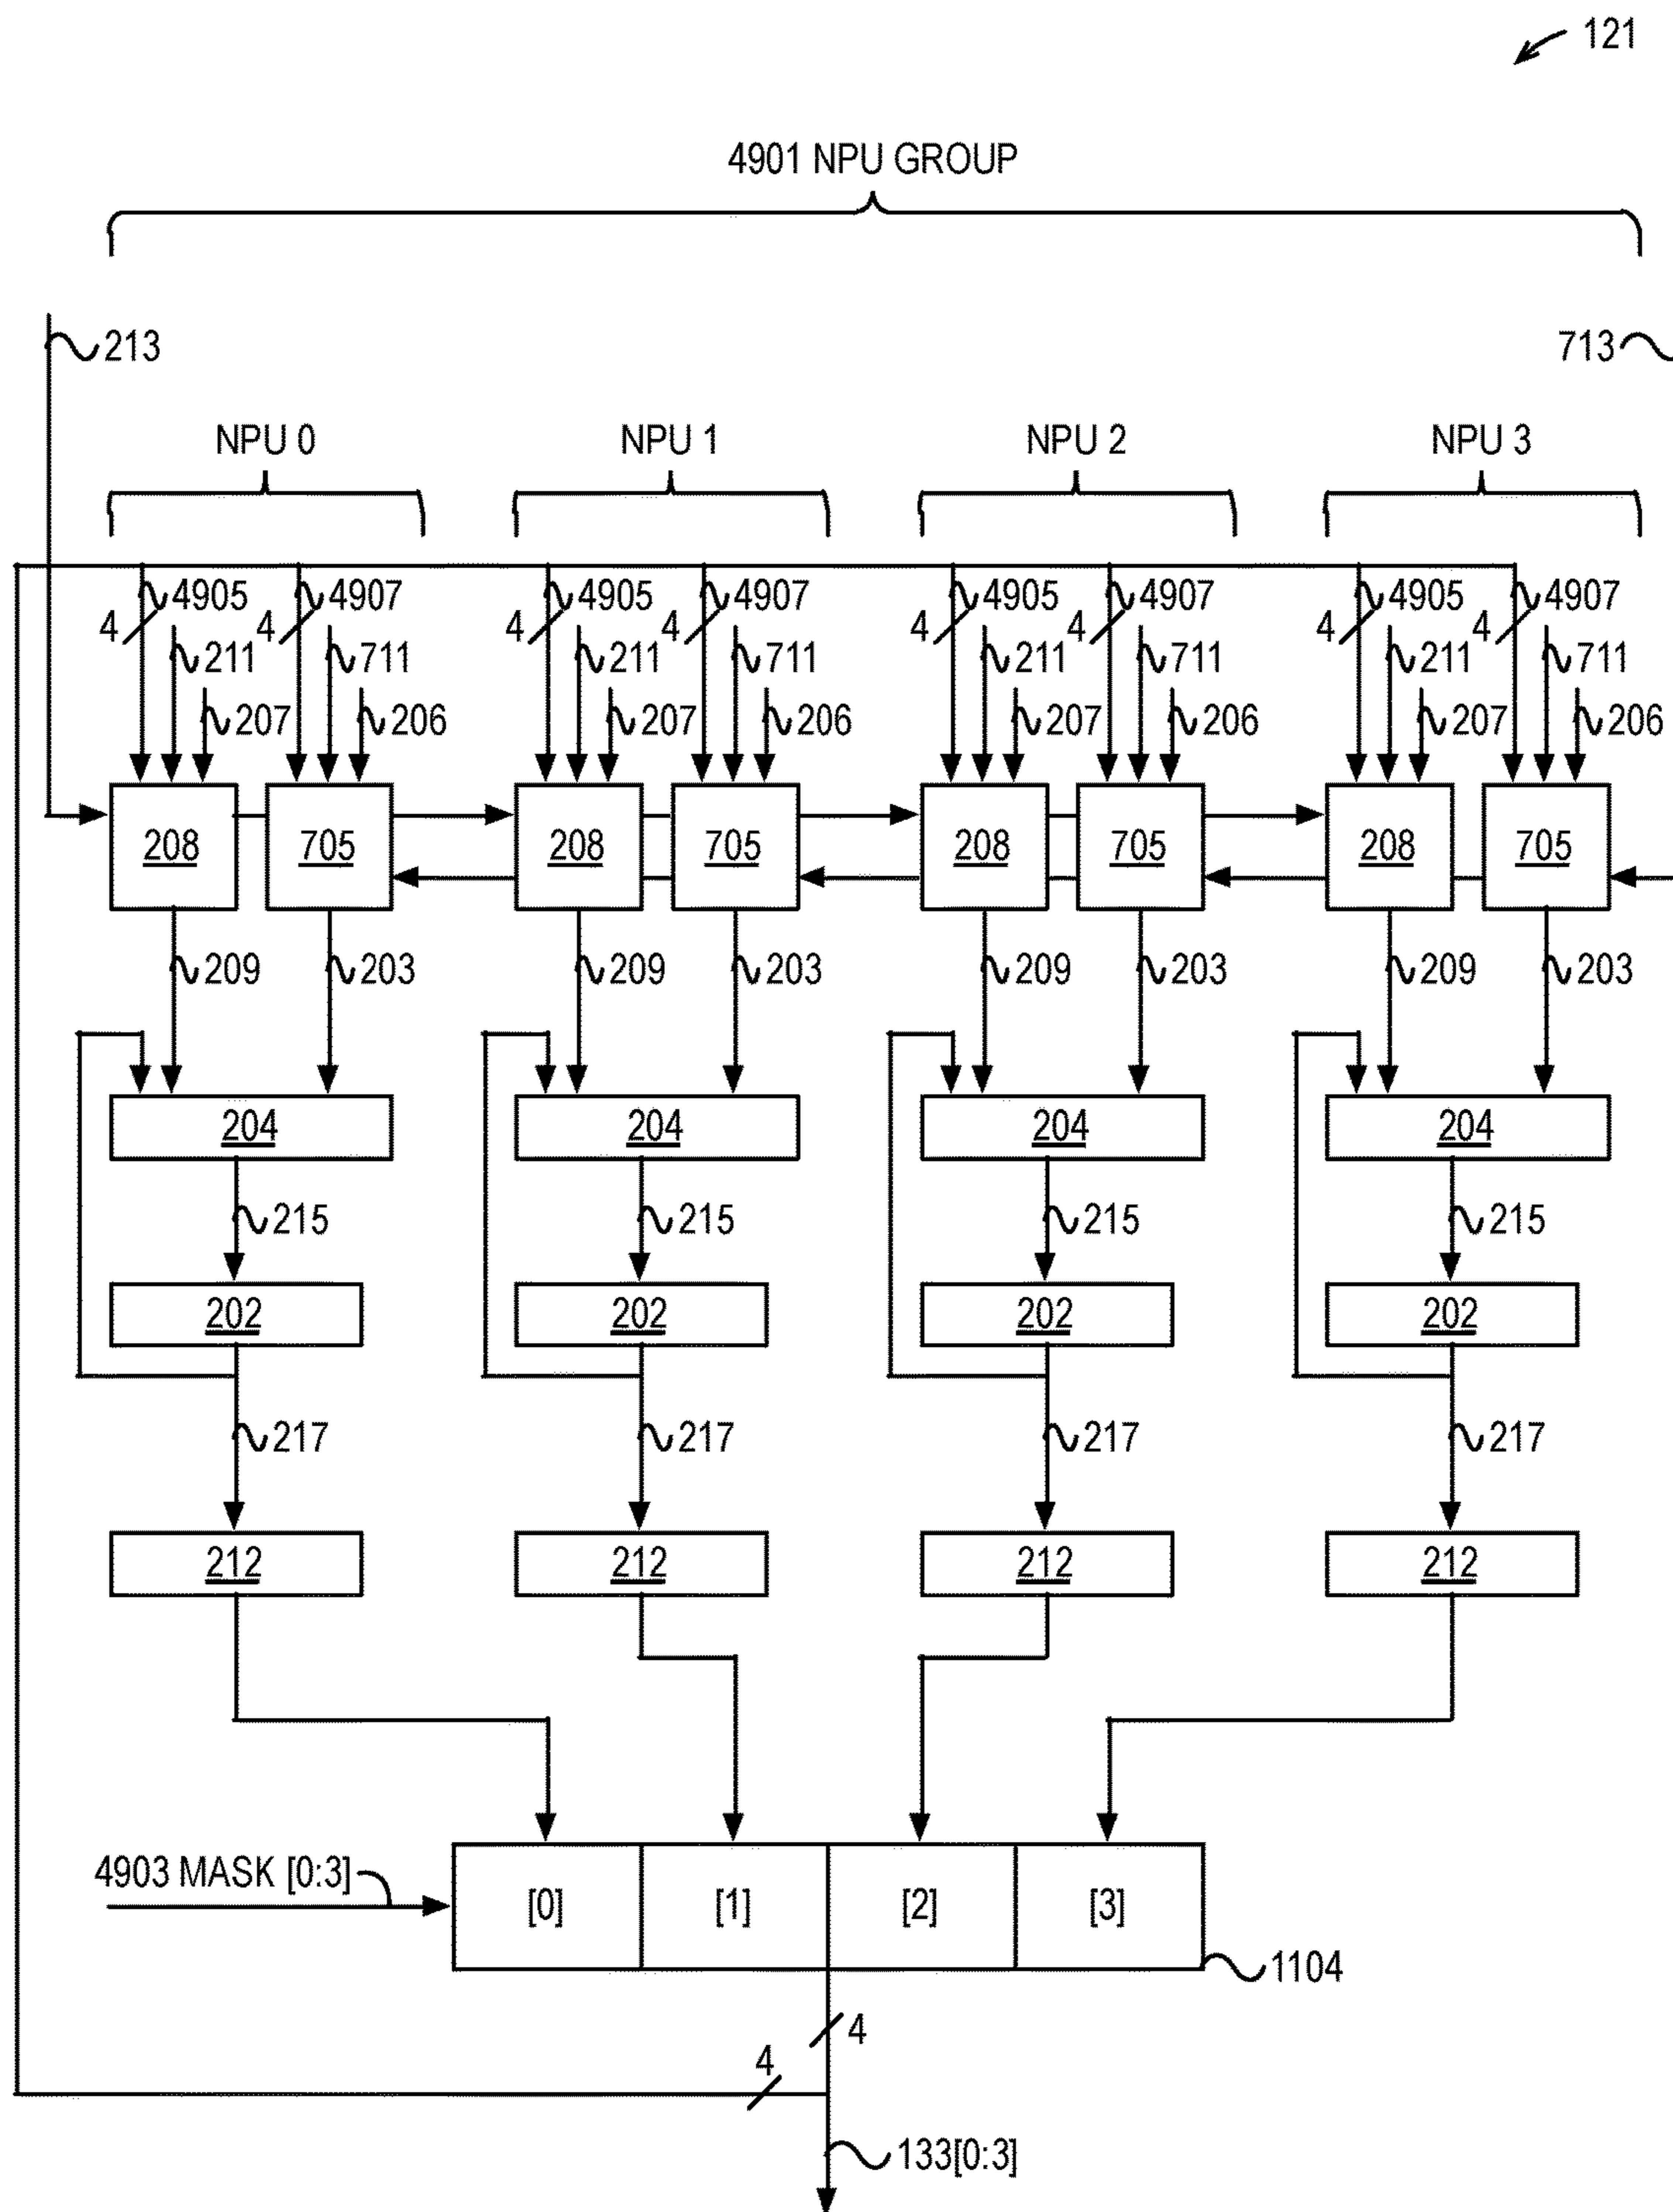 121
4901 NPU GROUP
213 713
NPU 0 NPU 1 NPU 2 NPU 3
4905 4907 4905 4907 4905 4907 4905 4907
4 4 4 4 4 4 4 4
211 711 211 711 211 711 211 711
207 206 207 206 207 206 207 206
208 705 208 705 208 705 208 705
209 203 209 203 209 203 209 203
204 204 204 204
215 215 215 215
202 202 202 202
217 217 217 217
212 212 212 212
4903 MASK [0:3]
[0] [1] [2] [3]
1104
4
4
133[0:3]